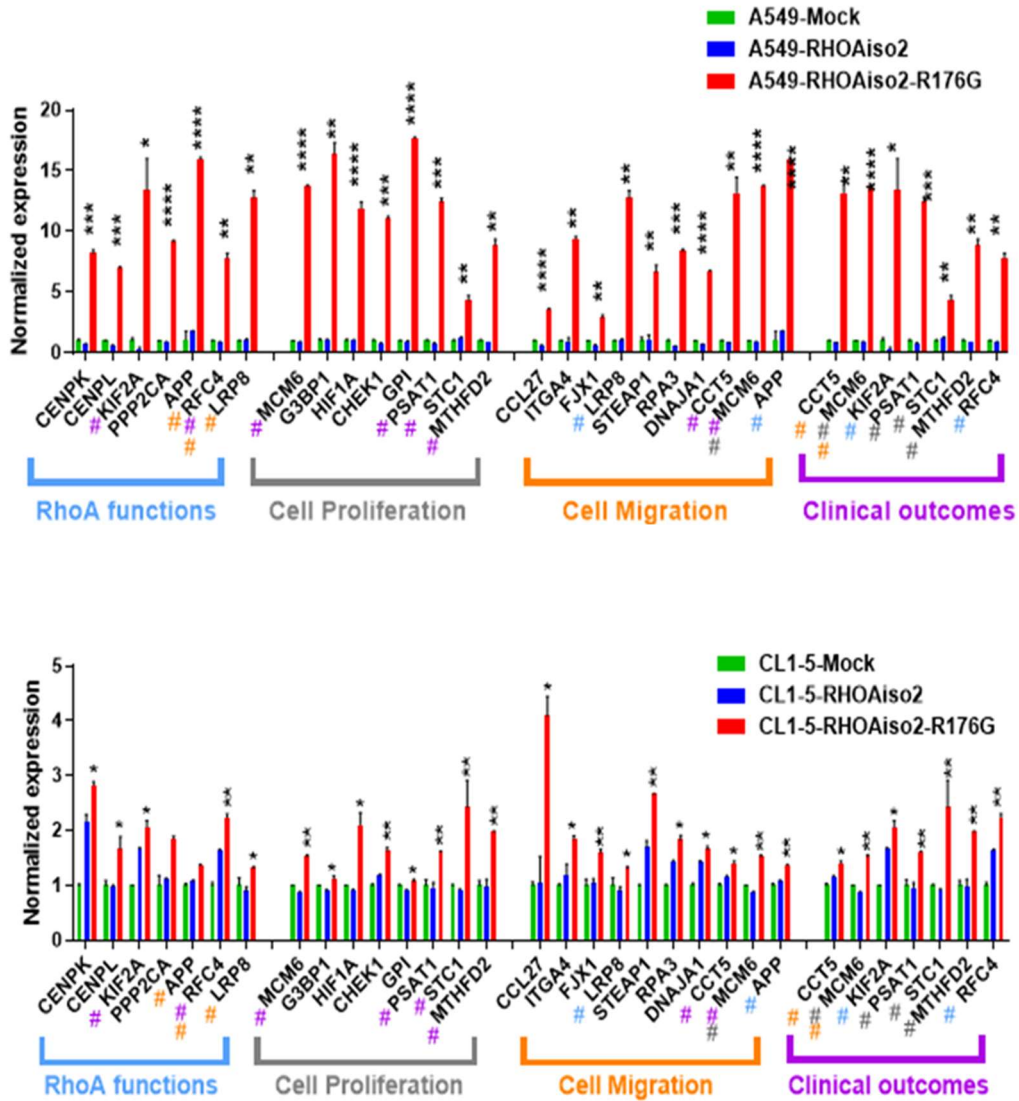 A549-Mock
A549-RHOAiso2
A549-RHOAiso2-R176G
Normalized expression
20
15
10
5
0
*** *** * **** **** ** ** **** ** **** *** **** *** ** ** **** ** ** ** ** *** **** ** **** **** ** **** * *** ** ** **
CENPK CENPL KIF2A PPP2CA APP RFC4 LRP8 MCM6 G3BP1 HIF1A CHEK1 GPI PSAT1 STC1 MTHFD2 CCL27 ITGA4 FJX1 LRP8 STEAP1 RPA3 DNAJA1 CCT5 MCM6 APP CCT5 MCM6 KIF2A PSAT1 STC1 MTHFD2 RFC4
# # # # # # # # # # # # # # # # # # # # # #
RhoA functions
Cell Proliferation
Cell Migration
Clinical outcomes
CL1-5-Mock
CL1-5-RHOAiso2
CL1-5-RHOAiso2-R176G
Normalized expression
5
4
3
2
1
0
* * * ** * ** * * ** * ** ** ** * * ** * ** * * * ** * * ** * ** ** ** **
CENPK CENPL KIF2A PPP2CA APP RFC4 LRP8 MCM6 G3BP1 HIF1A CHEK1 GPI PSAT1 STC1 MTHFD2 CCL27 ITGA4 FJX1 LRP8 STEAP1 RPA3 DNAJA1 CCT5 MCM6 APP CCT5 MCM6 KIF2A PSAT1 STC1 MTHFD2 RFC4
# # # # # # # # # # # # # # # # # # # # # #
RhoA functions
Cell Proliferation
Cell Migration
Clinical outcomes